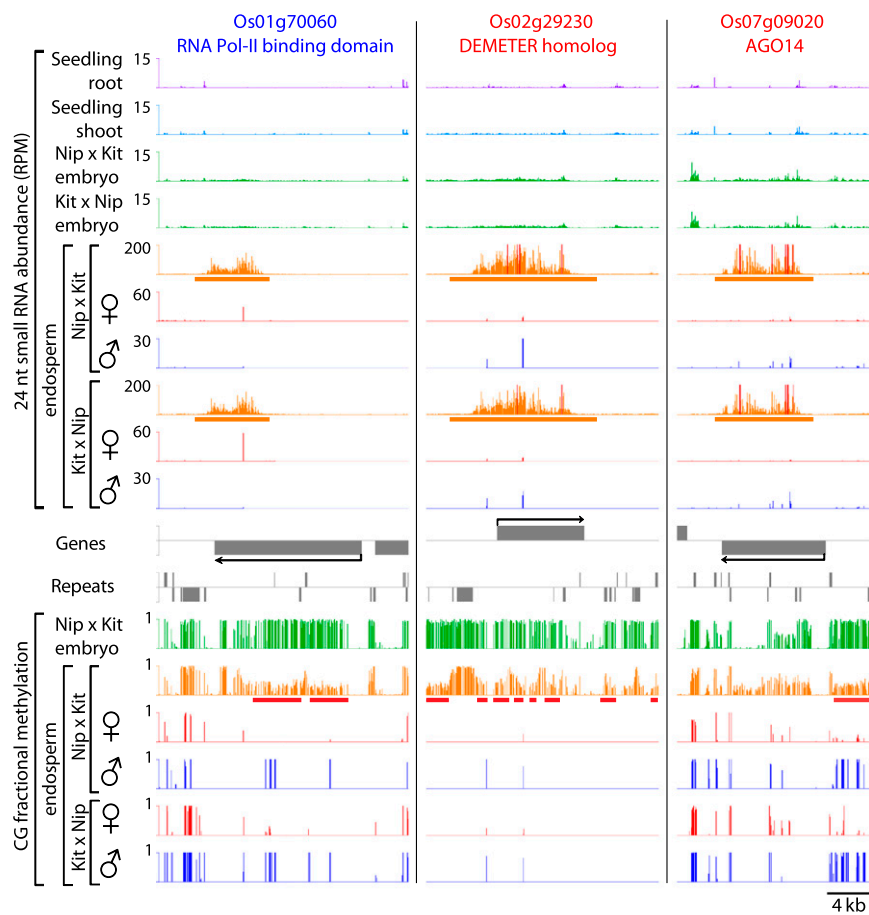 Os01g70060
RNA Pol-II binding domain
Os02g29230
DEMETER homolog
Os07g09020
AGO14
24 nt small RNA abundance (RPM)
Seedling
root
15
Seedling
shoot
15
Nip x Kit
embryo
15
Kit x Nip
embryo
15
endosperm
Nip x Kit
200
♀
60
♂
30
Kit x Nip
200
♀
60
♂
30
Genes
Repeats
CG fractional methylation
Nip x Kit
embryo
1
endosperm
Nip x Kit
1
♀
1
♂
1
Kit x Nip
♀
1
♂
1
4 kb